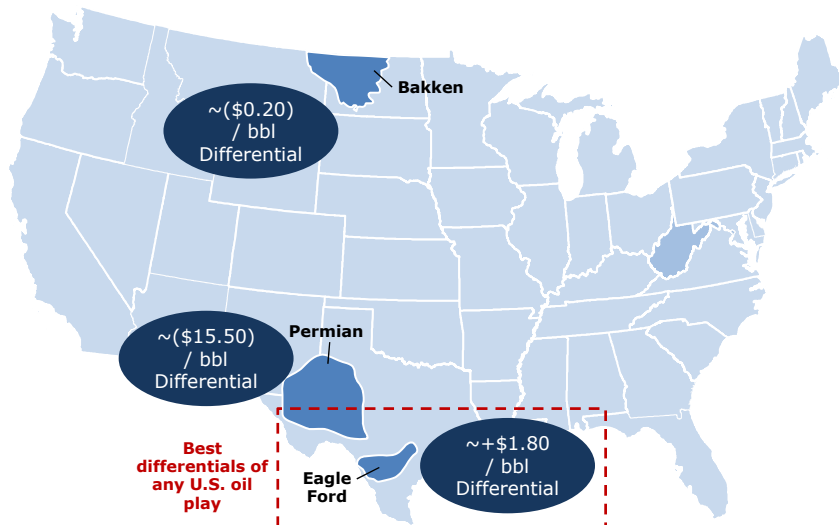 Bakken
~($0.20)
/ bbl
Differential
Permian
~($15.50)
/ bbl
Differential
Best
differentials of
any U.S. oil
play
Eagle
Ford
~+$1.80
/ bbl
Differential